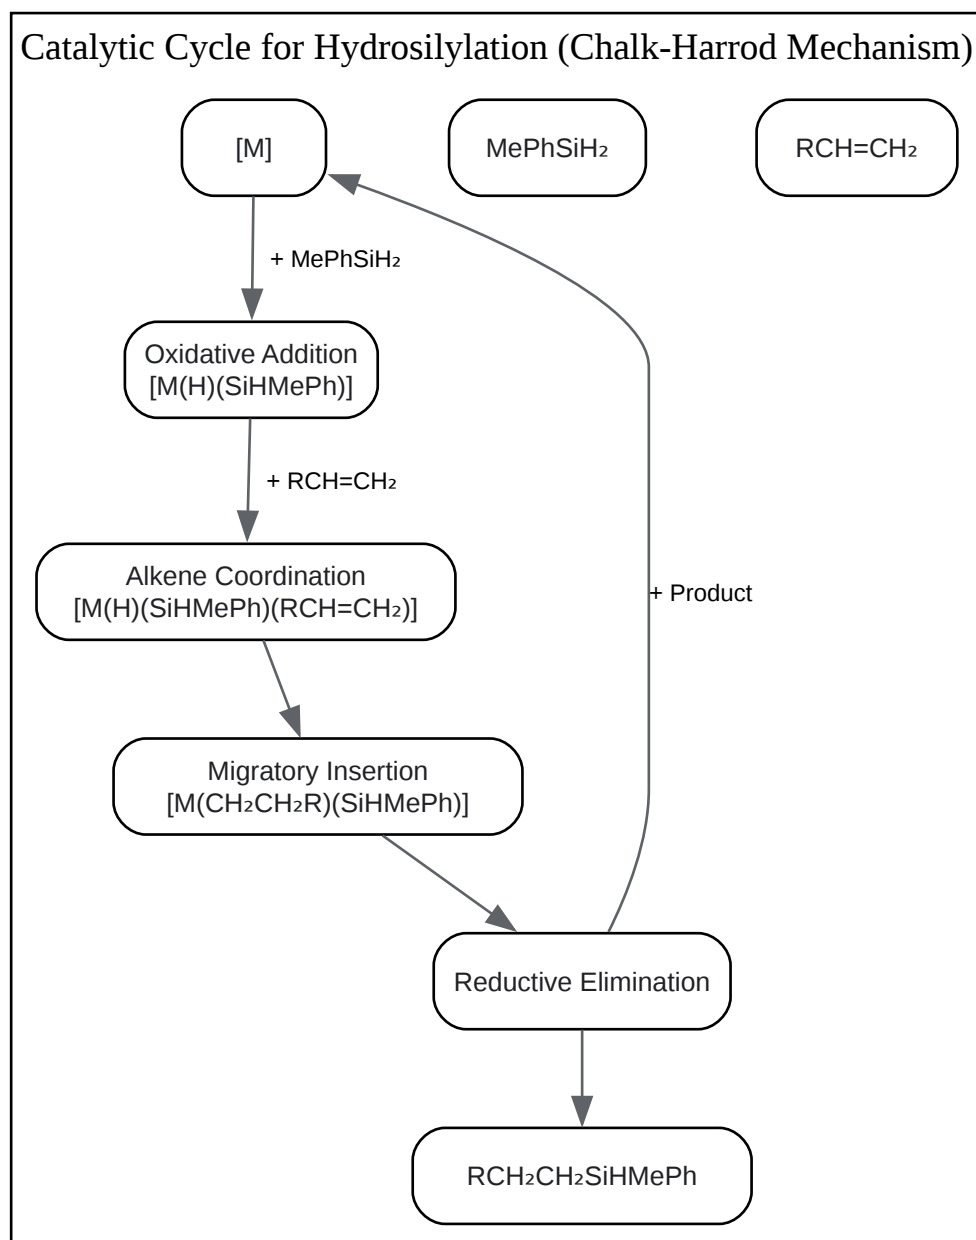 Catalytic Cycle for Hydrosilylation (Chalk-Harrod Mechanism)
[M]
MePhSiH₂
RCH=CH₂
+ MePhSiH₂
Oxidative Addition
[M(H)(SiHMePh)]
+ RCH=CH₂
Alkene Coordination
[M(H)(SiHMePh)(RCH=CH₂)]
+ Product
Migratory Insertion
[M(CH₂CH₂R)(SiHMePh)]
Reductive Elimination
RCH₂CH₂SiHMePh